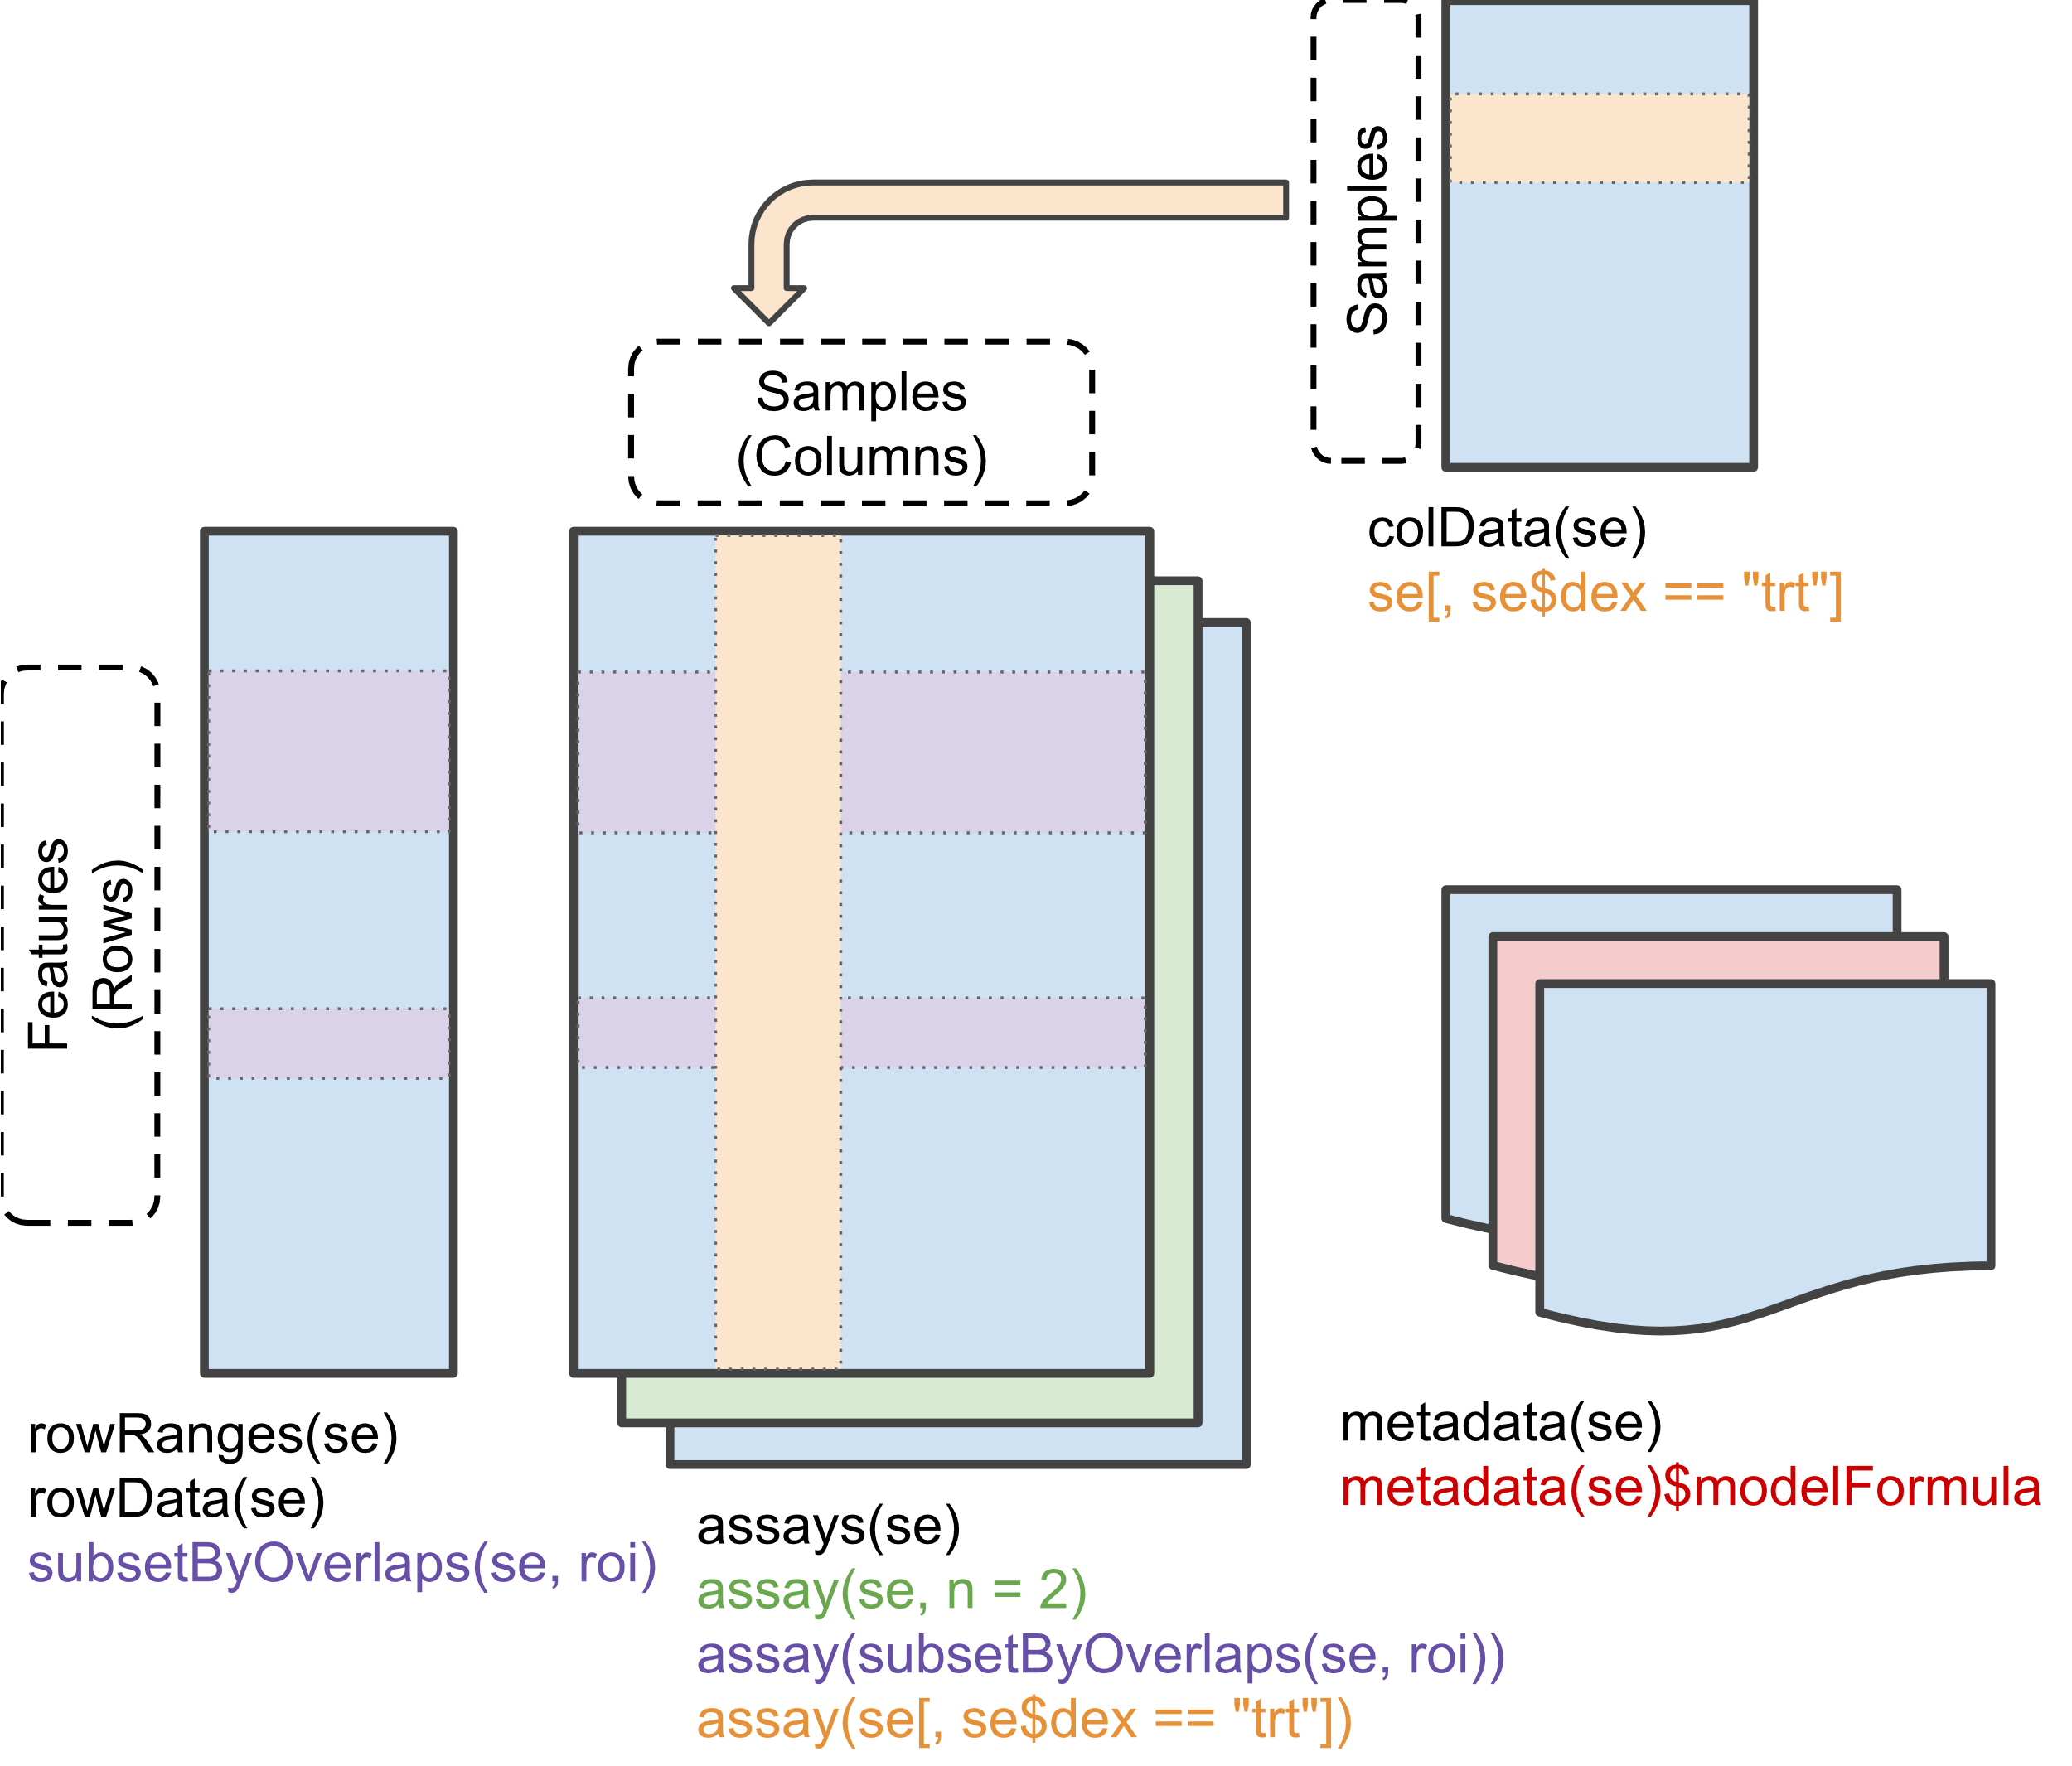 Samples
Samples
(Columns)
colData(se)
se[, se$dex == "trt"]
Features
(Rows)
rowRanges(se)
rowData(se)
subsetByOverlaps(se, roi)
assays(se)
assay(se, n = 2)
assay(subsetByOverlaps(se, roi))
assay(se[, se$dex == "trt"])
metadata(se)
metadata(se)$modelFormula